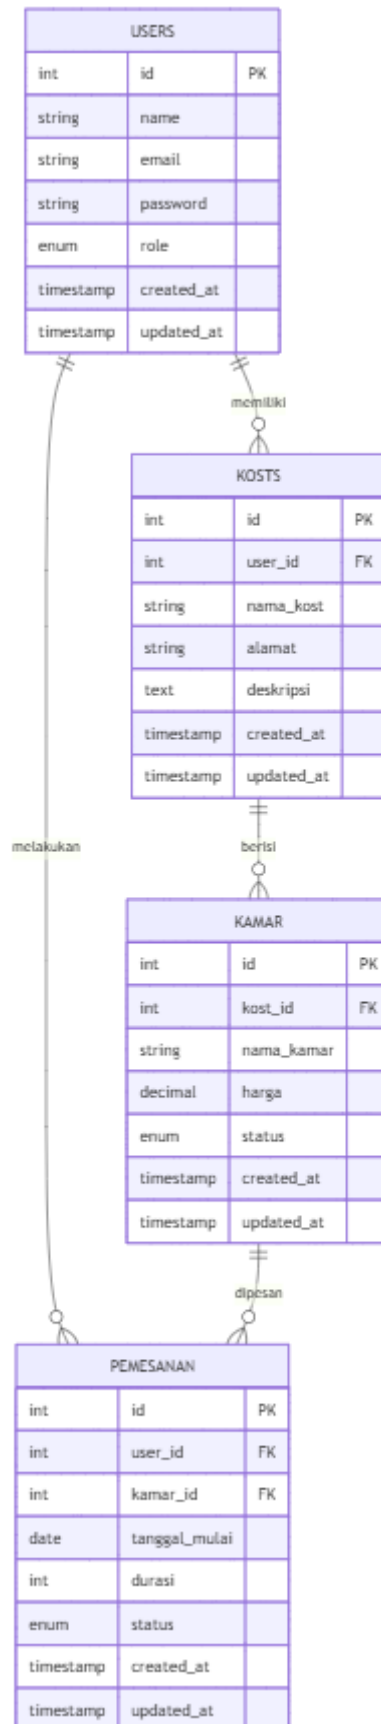 USERS
int id PK
string name
string email
string password
enum role
timestamp created_at
timestamp updated_at
memiliki
KOSTS
int id PK
int user_id FK
string nama_kost
string alamat
text deskripsi
timestamp created_at
timestamp updated_at
melakukan berisi
KAMAR
int id PK
int kost_id FK
string nama_kamar
decimal harga
enum status
timestamp created_at
timestamp updated_at
dipesan
PEMESANAN
int id PK
int user_id FK
int kamar_id FK
date tanggal_mulai
int durasi
enum status
timestamp created_at
timestamp updated_at